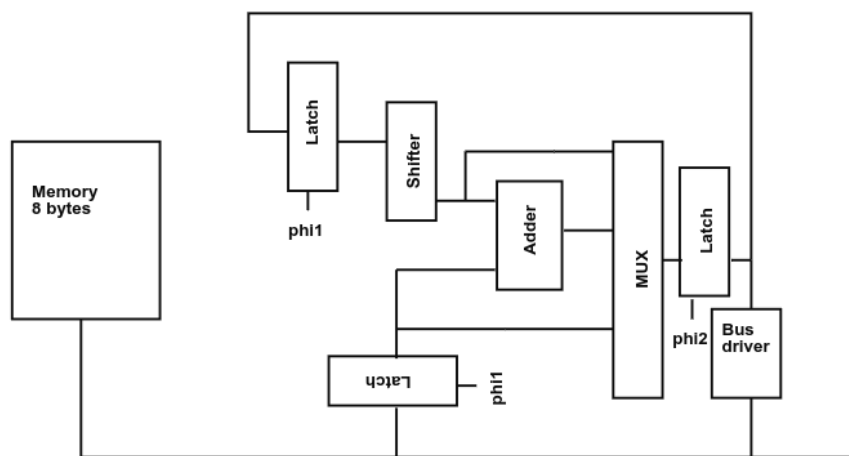 Memory
8 bytes
Latch
phi1
Shifter
Adder
MUX
Latch
phi2
Bus
driver
Latch
phi1